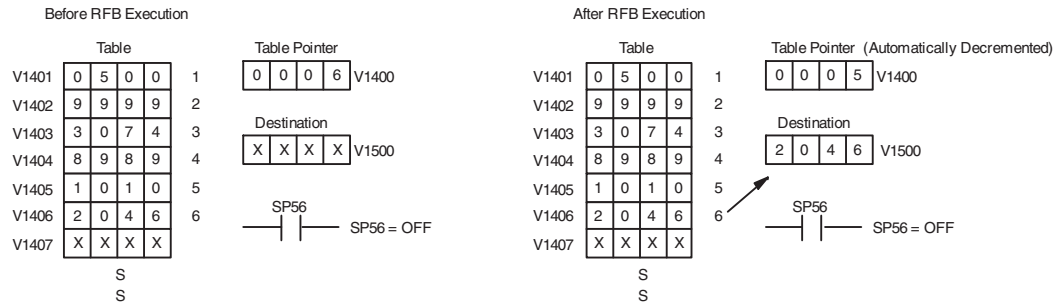 Before RFB Execution
Table
Table Pointer
V1401 0 5 0 0 1
0 0 0 6 V1400
V1402 9 9 9 9 2
Destination
V1403 3 0 7 4 3
X X X X V1500
V1404 8 9 8 9 4
V1405 1 0 1 0 5
V1406 2 0 4 6 6
SP56
SP56 = OFF
V1407 X X X X
S
S
After RFB Execution
Table
Table Pointer (Automatically Decremented)
V1401 0 5 0 0 1
0 0 0 5 V1400
V1402 9 9 9 9 2
Destination
V1403 3 0 7 4 3
2 0 4 6 V1500
V1404 8 9 8 9 4
V1405 1 0 1 0 5
V1406 2 0 4 6 6
SP56
SP56 = OFF
V1407 X X X X
S
S